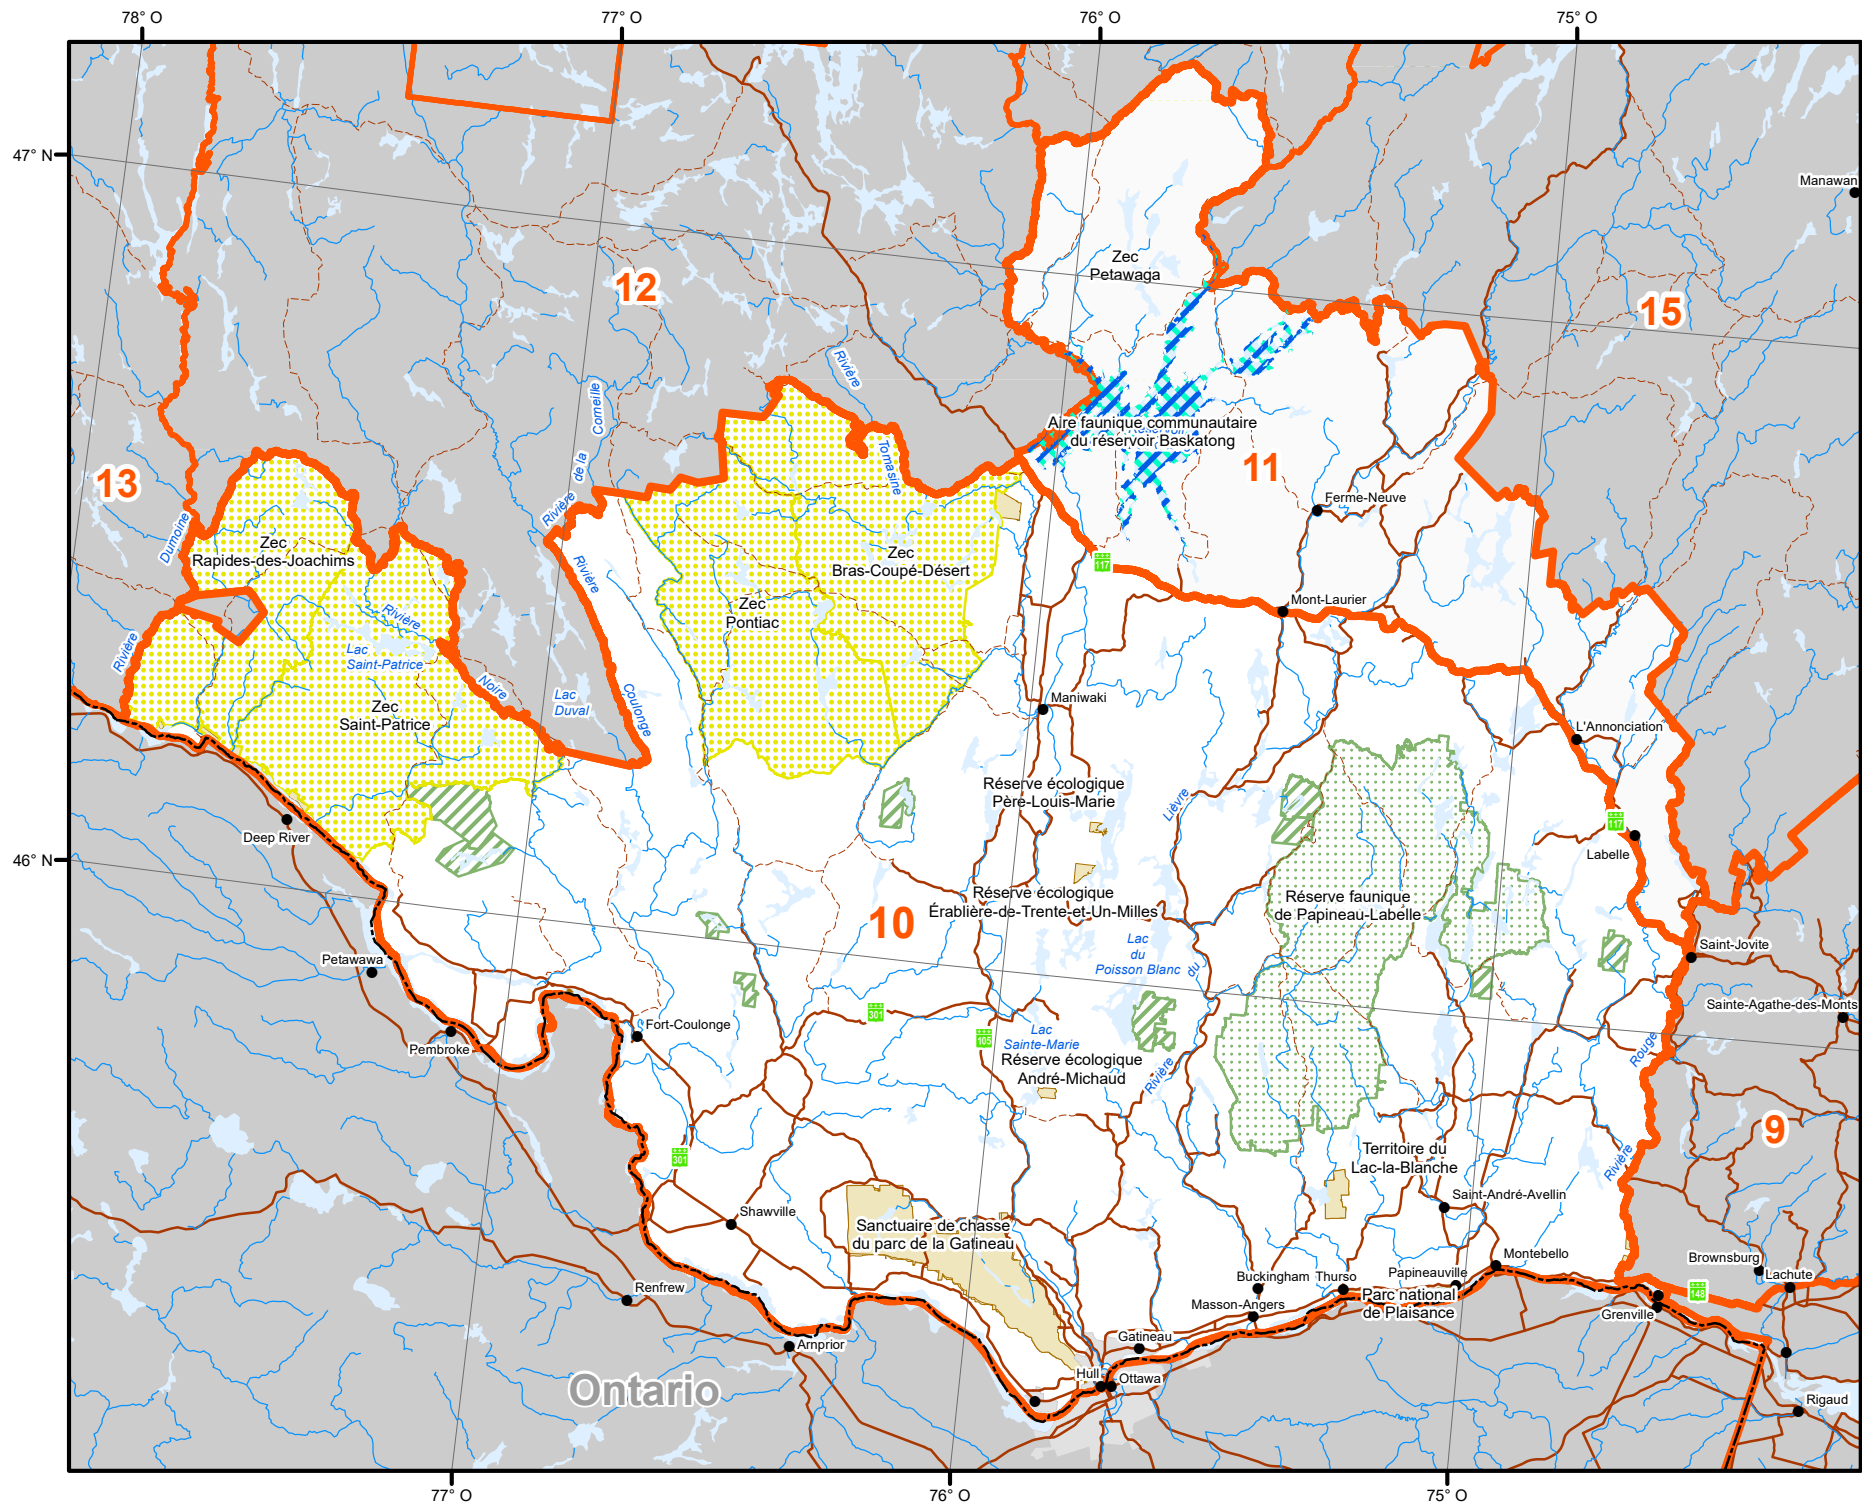 78° O
77° O
76° O
75° O
47° N
46° N
Manawan
Zec
Petawaga
12
15
13
11
10
9
Rivière
Tomasine
Rivière
de la
Corneille
Aire faunique communautaire
du réservoir Baskatong
Ferme-Neuve
Dumoine
Rivière
Zec
Rapides-des-Joachims
Zec
Bras-Coupé-Désert
Zec
Pontiac
Rivière
Coulonge
117
Mont-Laurier
Rivière
Noire
Lac
Saint-Patrice
Zec
Saint-Patrice
Lac
Duval
Maniwaki
L'Annonciation
Réserve écologique
Père-Louis-Marie
Lièvre
du
Rivière
117
Labelle
Deep River
Réserve écologique
Érablière-de-Trente-et-Un-Milles
Réserve faunique
de Papineau-Labelle
Lac
du
Poisson Blanc
Saint-Jovite
Petawawa
Sainte-Agathe-des-Monts
Pembroke
Fort-Coulonge
301
105
Lac
Sainte-Marie
Réserve écologique
André-Michaud
Rouge
Rivière
301
Territoire du
Lac-la-Blanche
Saint-André-Avellin
Shawville
Sanctuaire de chasse
du parc de la Gatineau
Montebello
Brownsburg
Lachute
Buckingham
Thurso
Papineauville
Renfrew
Masson-Angers
Parc national
de Plaisance
148
Grenville
Arnprior
Gatineau
Hull
Ottawa
Ontario
Rigaud
77° O
76° O
75° O